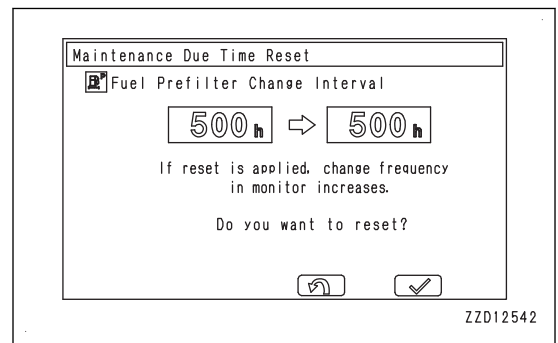 Maintenance Due Time Reset
P Fuel Prefilter Change Interval
500h ⇨ 500h
If reset is applied, change frequency
in monitor increases.
Do you want to reset?
ZZD12542